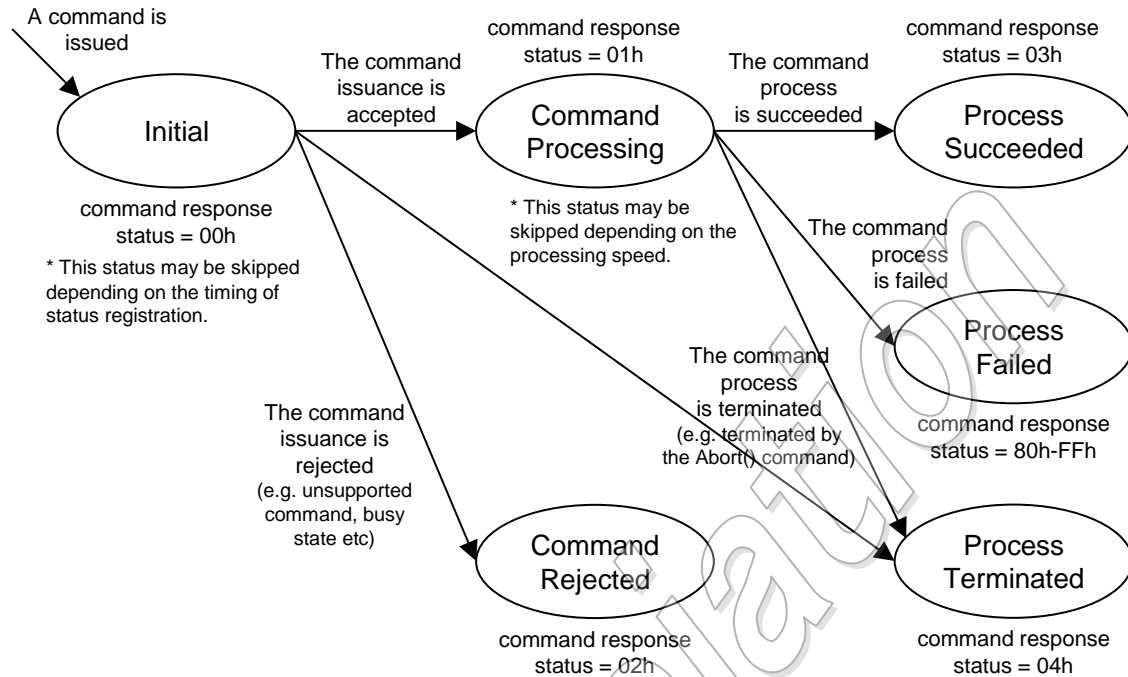 A command is
issued
Initial
command response
status = 00h
* This status may be skipped
depending on the timing of
status registration.
The command
issuance is
accepted
command response
status = 01h
Command
Processing
* This status may be
skipped depending on the
processing speed.
The command
process
is succeeded
command response
status = 03h
Process
Succeeded
The command
process
is failed
Process
Failed
command response
status = 80h-FFh
The command
process
is terminated
(e.g. terminated by
the Abort() command)
The command
issuance is
rejected
(e.g. unsupported
command, busy
state etc)
Command
Rejected
command response
status = 02h
Process
Terminated
command response
status = 04h